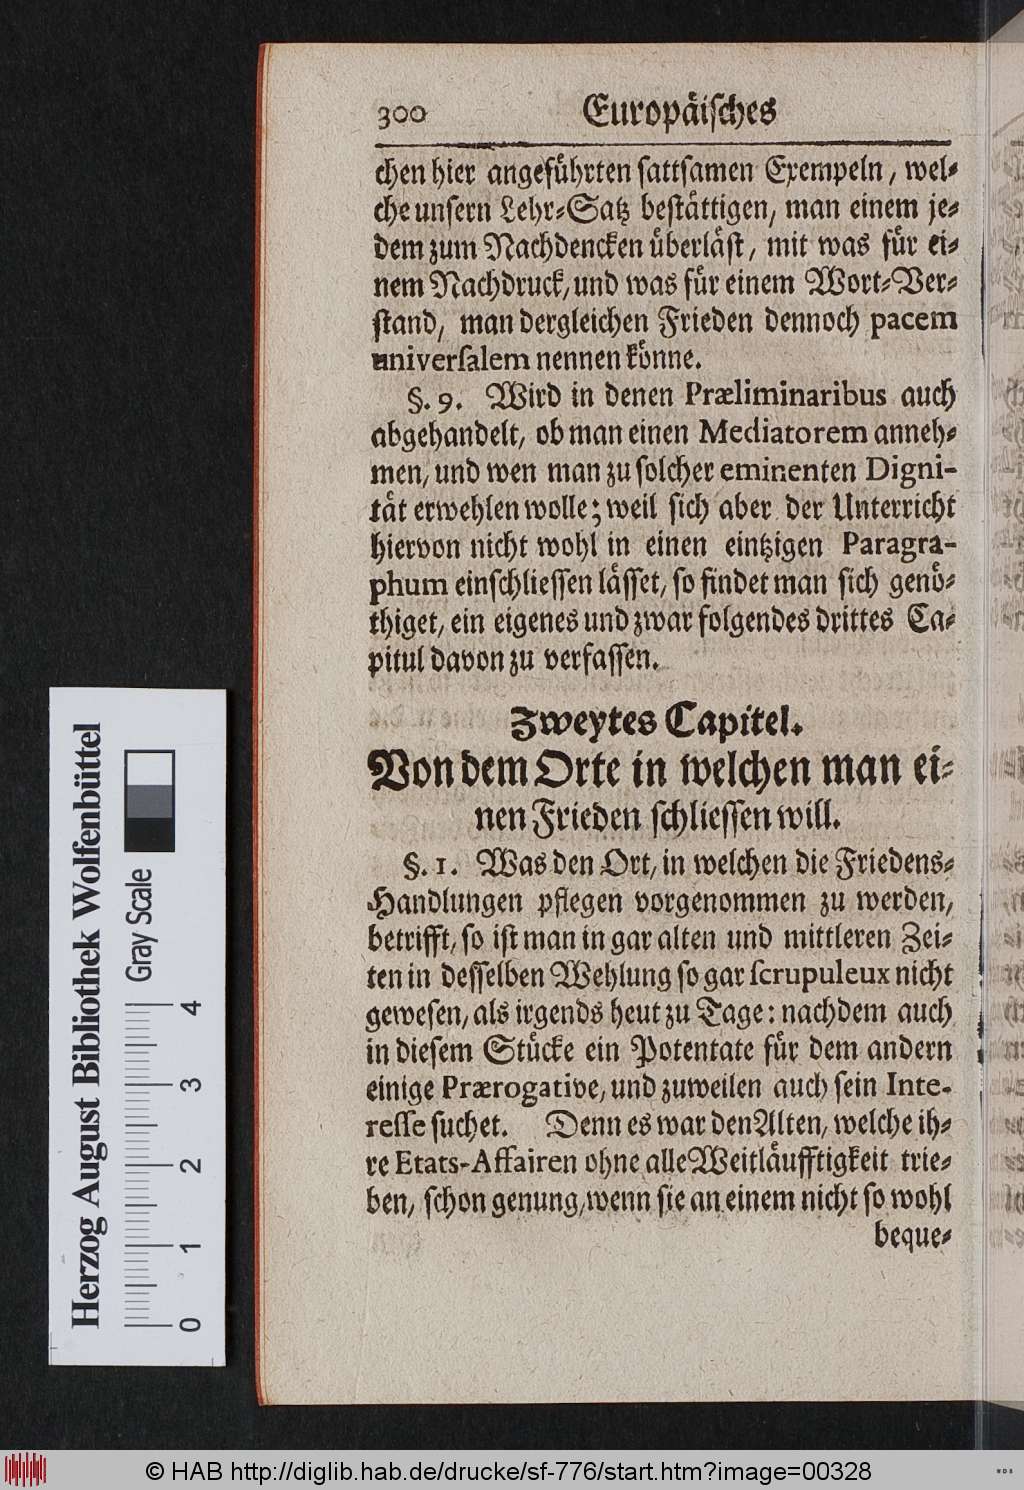 300 Europäiſches
chen hier angeführten ſattſamen Exempeln, wel⸗
che unſern Lehr⸗Satz beſtättigen, man einem je⸗
dem zum Nachdencken überläſt, mit was für ei⸗
nem Nachdruck, und was für einem Wort⸗Ver⸗
ſtand, man dergleichen Frieden dennoch pacem
univerſalem nennen könne.
§. 9. Wird in denen Præliminaribus auch
abgehandelt, ob man einen Mediatorem anneh⸗
men, und wen man zu ſolcher eminenten Digni-
tät erwehlen wolle; weil ſich aber der Unterricht
hiervon nicht wohl in einen eintzigen Paragra-
phum einſchlieſſen läſſet, ſo findet man ſich genö⸗
thiget, ein eigenes und zwar folgendes drittes Ca⸗
pitul davon zu verfaſſen.
Zweytes Capitel.
Von dem Orte in welchen man ei⸗
nen Frieden ſchlieſſen will.
§. 1. Was den Ort, in welchen die Friedens⸗
Handlungen pflegen vorgenommen zu werden,
betrifft, ſo iſt man in gar alten und mittleren Zei⸗
ten in deſſelben Wehlung ſo gar ſcrupuleux nicht
geweſen, als irgends heut zu Tage: nachdem auch
in dieſem Stücke ein Potentate für dem andern
einige Prærogative, und zuweilen auch ſein Inte-
reſſe ſuchet. Denn es war den Alten, welche ih⸗
re Etats-Affairen ohne alle Weitläufftigkeit trie⸗
ben, ſchon genung, wenn ſie an einem nicht ſo wohl
beque⸗
Herzog August Bibliothek Wolfenbüttel
Gray Scale
0 1 2 3 4
© HAB http://diglib.hab.de/drucke/sf-776/start.htm?image=00328